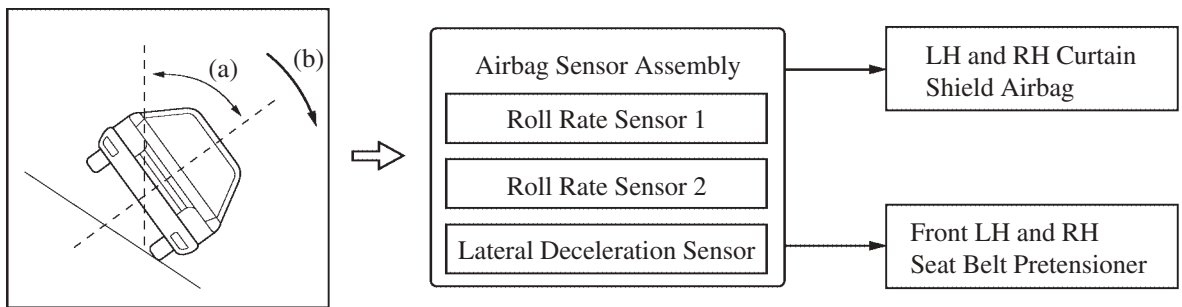 (a)
(b)
Airbag Sensor Assembly
Roll Rate Sensor 1
Roll Rate Sensor 2
Lateral Deceleration Sensor
LH and RH Curtain
Shield Airbag
Front LH and RH
Seat Belt Pretensioner